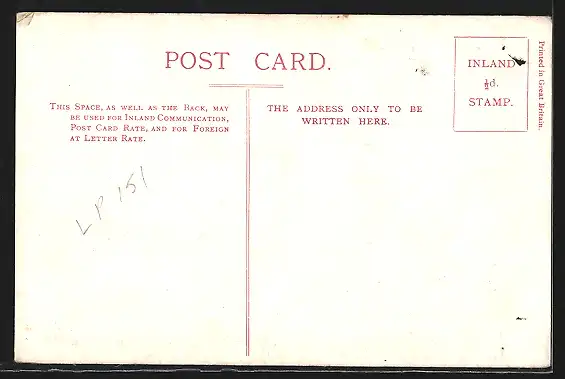 POST CARD.
THIS SPACE, AS WELL AS THE BACK, MAY
BE USED FOR INLAND COMMUNICATION,
POST CARD RATE, AND FOR FOREIGN
AT LETTER RATE.
LP 151
THE ADDRESS ONLY TO BE
WRITTEN HERE.
INLAND
½d.
STAMP.
Printed in Great Britain.